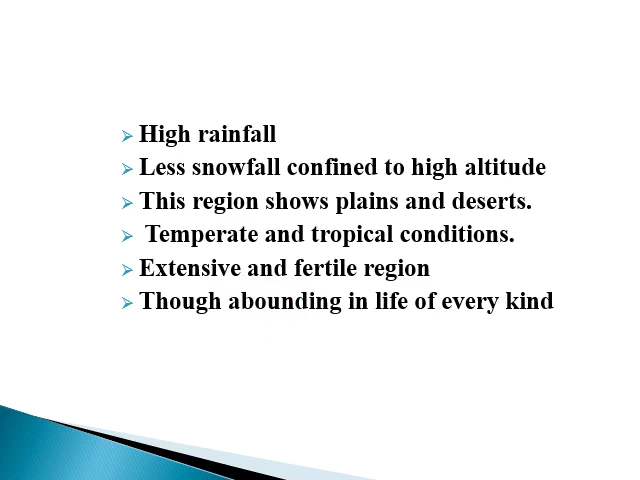 ➢ High rainfall
➢ Less snowfall confined to high altitude
➢ This region shows plains and deserts.
➢ Temperate and tropical conditions.
➢ Extensive and fertile region
➢ Though abounding in life of every kind